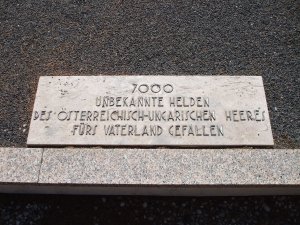 7000
UNBEKANNTE HELDEN
DES ÖSTERREICHISCH-UNGARISCHEN HEERES
FÜRS VATERLAND GEFALLEN